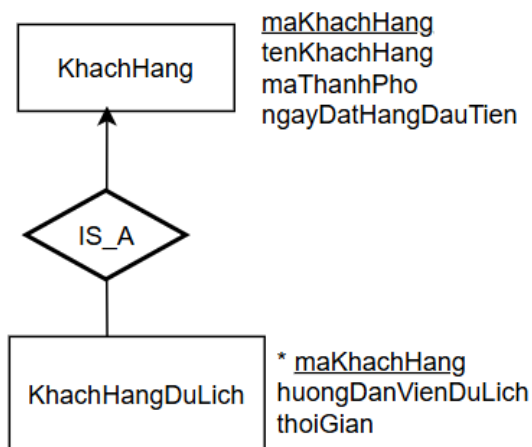 KhachHang
maKhachHang
tenKhachHang
maThanhPho
ngayDatHangDauTien
IS_A
KhachHangDuLich
* maKhachHang
huongDanVienDuLich
thoiGian